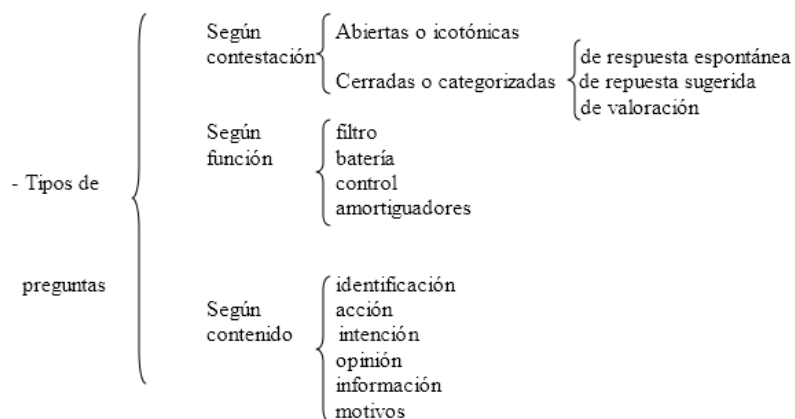 - Tipos de
preguntas
Según
contestación
Abiertas o icotónicas
Cerradas o categorizadas
de respuesta espontánea
de repuesta sugerida
de valoración
Según
función
filtro
batería
control
amortiguadores
Según
contenido
identificación
acción
intención
opinión
información
motivos